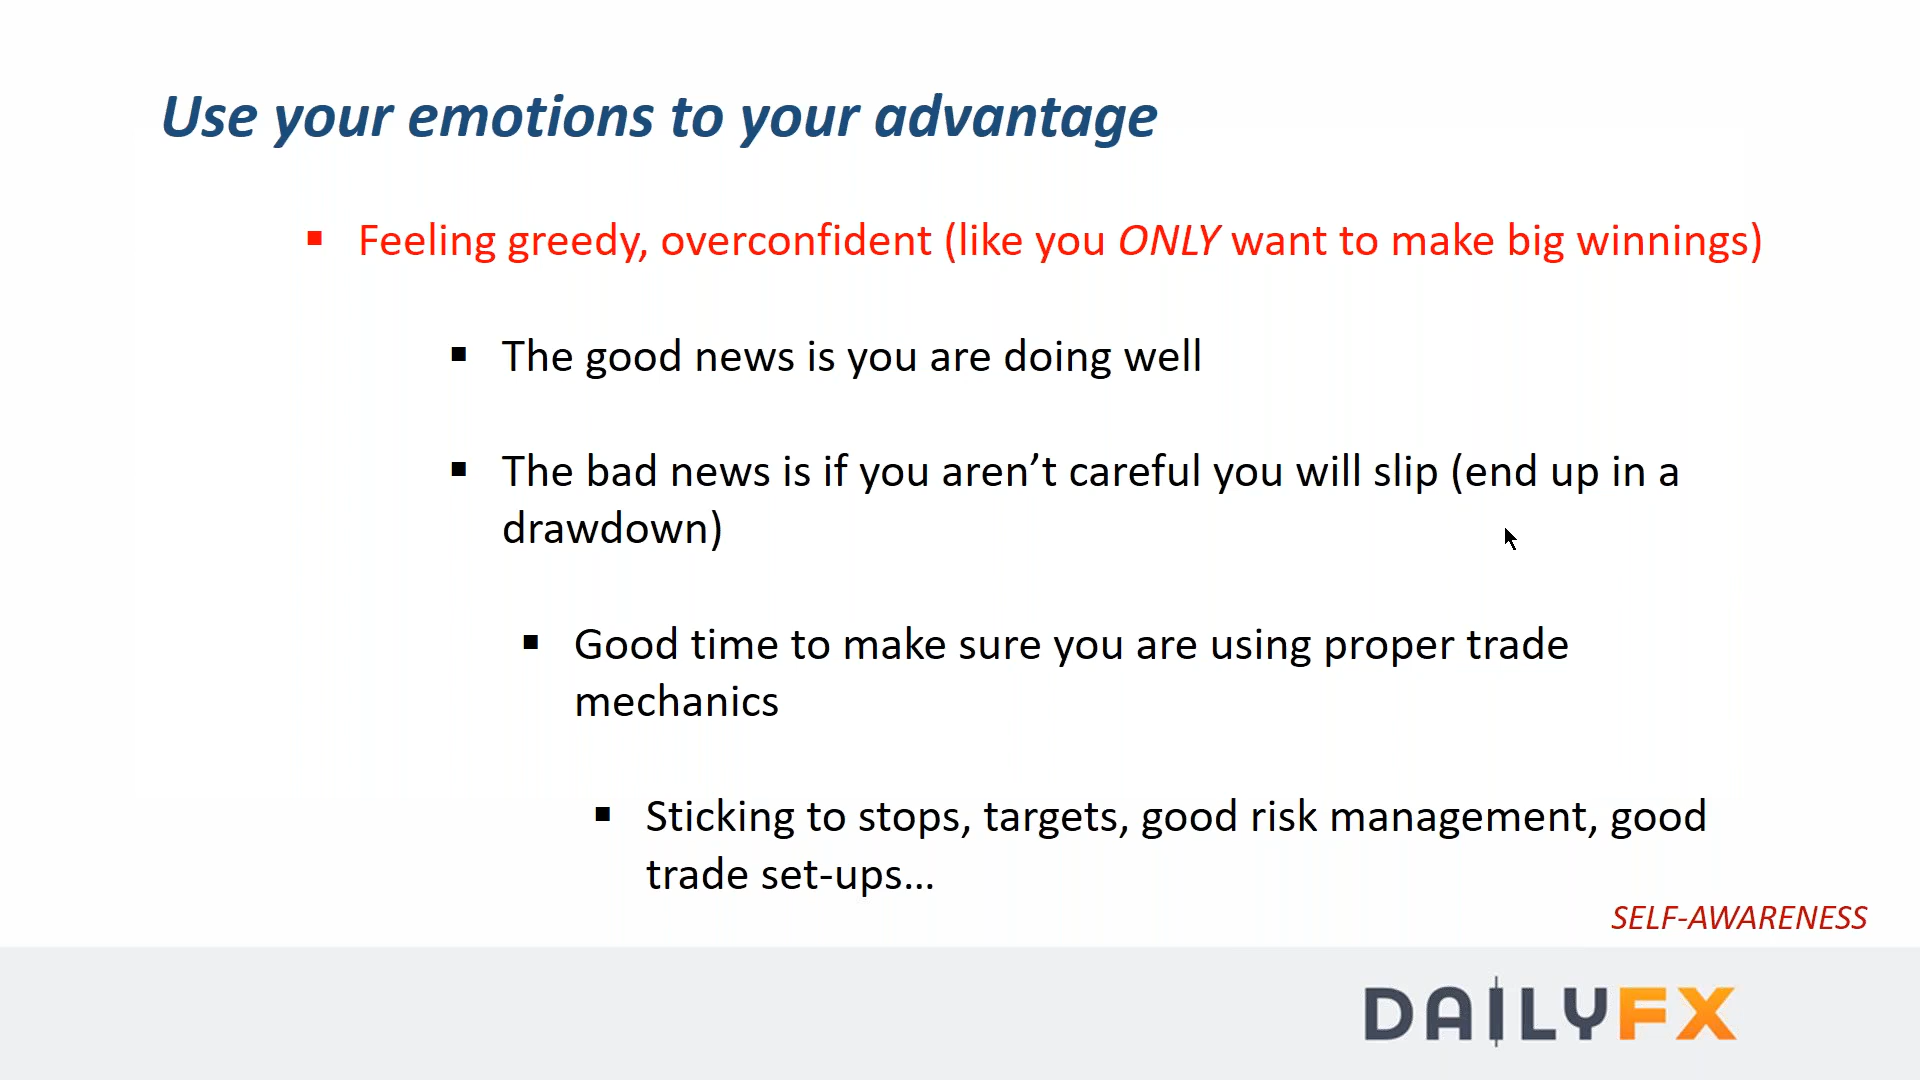 Use your emotions to your advantage
▪ Feeling greedy, overconfident (like you ONLY want to make big winnings)
▪ The good news is you are doing well
▪ The bad news is if you aren’t careful you will slip (end up in a
drawdown)
▪ Good time to make sure you are using proper trade
mechanics
▪ Sticking to stops, targets, good risk management, good
trade set-ups…
SELF-AWARENESS
DAILYFX